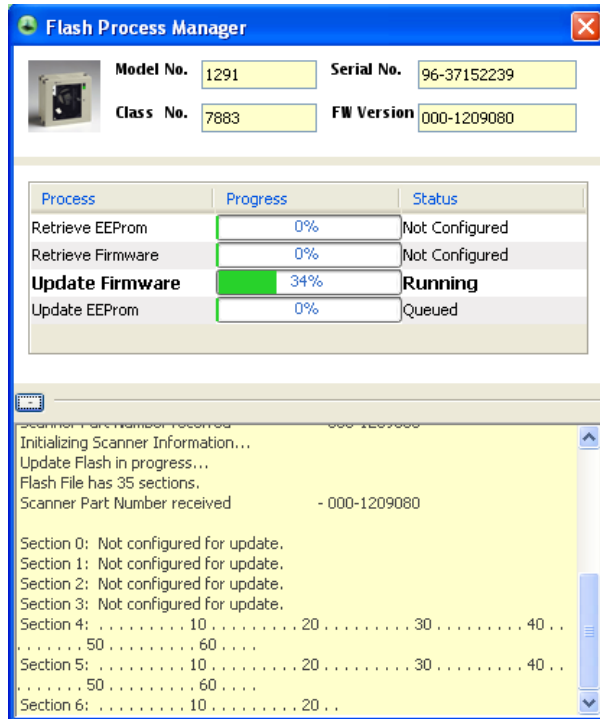 Flash Process Manager
Model No. 1291 Serial No. 96-37152239
Class No. 7883 FW Version 000-1209080
Process Progress Status
Retrieve EEProm 0% Not Configured
Retrieve Firmware 0% Not Configured
Update Firmware 34% Running
Update EEProm 0% Queued
Initializing Scanner Information...
Update Flash in progress...
Flash File has 35 sections.
Scanner Part Number received - 000-1209080
Section 0: Not configured for update.
Section 1: Not configured for update.
Section 2: Not configured for update.
Section 3: Not configured for update.
Section 4: . . . . . . . . . 10 . . . . . . . . . 20 . . . . . . . . . 30 . . . . . . . . . 40 . .
. . . . . . . 50 . . . . . . . . . 60 . . . .
Section 5: . . . . . . . . . 10 . . . . . . . . . 20 . . . . . . . . . 30 . . . . . . . . . 40 . .
. . . . . . . 50 . . . . . . . . . 60 . . . .
Section 6: . . . . . . . . . 10 . . . . . . . . . 20 . .